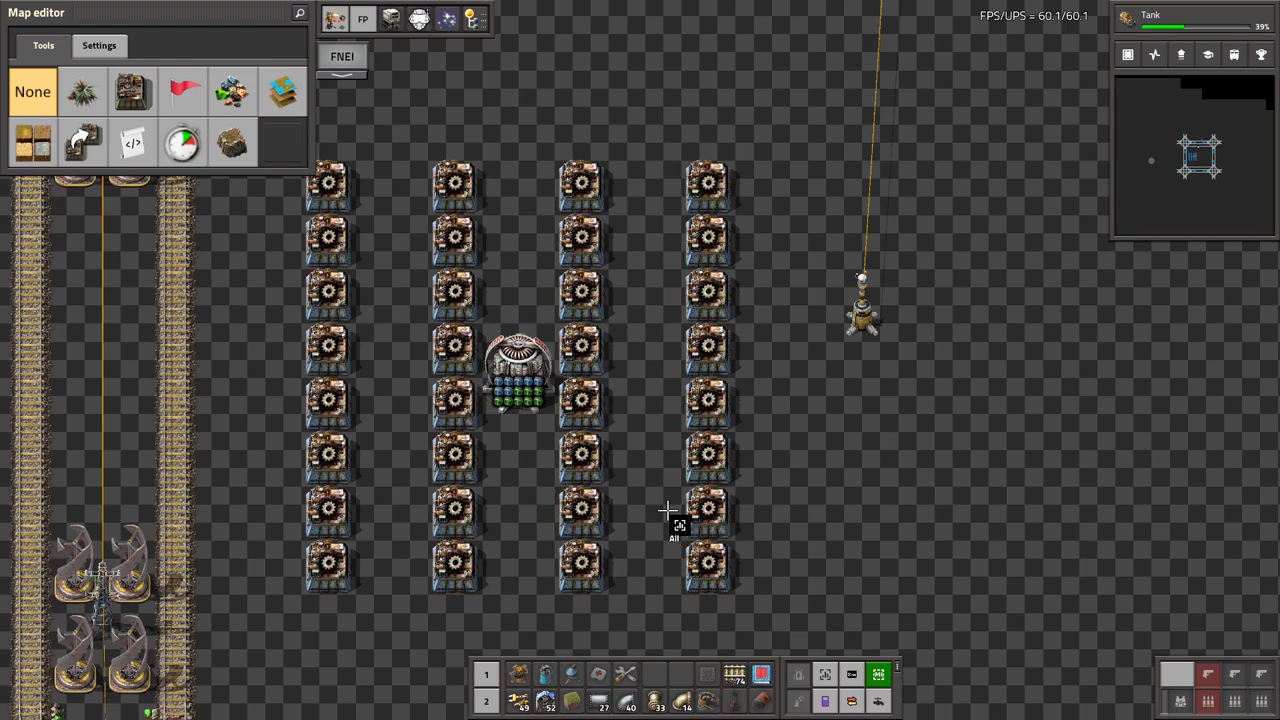 Map editor
FP
FPS/UPS = 60.1/60.1
Tank
39%
Tools
Settings
FNEI
None
</>
All
1
74
2
49
52
27
40
33
14